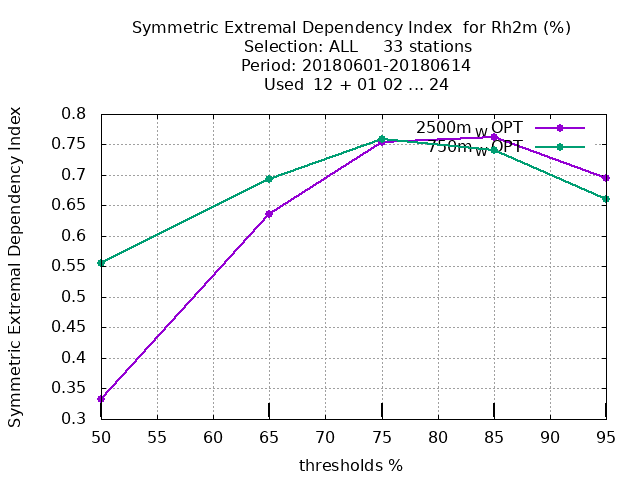 Symmetric Extremal Dependency Index for Rh2m (%)
Selection: ALL 33 stations
Period: 20180601-20180614
Used 12 + 01 02 ... 24
Symmetric Extremal Dependency Index
0.8
0.75
0.7
0.65
0.6
0.55
0.5
0.45
0.4
0.35
0.3
2500m W OPT
750m W OPT
50 55 60 65 70 75 80 85 90 95
thresholds %